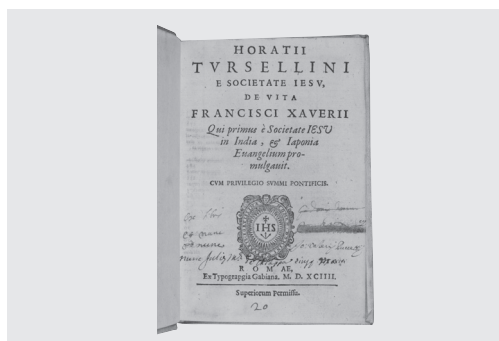 HORATII
TVRSELLINI
E SOCIETATE IESV,
DE VITA
FRANCISCI XAVERII
Qui primus è Societate IESV
in India, & Iaponia
Euangelium pro-
mulgauit.
CVM PRIVILEGIO SVMMI PONTIFICIS.
IHS
ROMAE,
Ex Typographia Gabiana. M. D. XCIIII.
Superiorum Permissu.
20